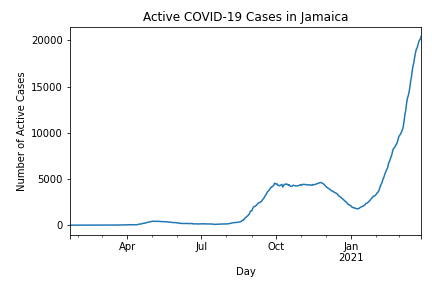 Active COVID-19 Cases in Jamaica
20000
15000
10000
5000
0
Number of Active Cases
Apr
Jul
Oct
Jan
2021
Day